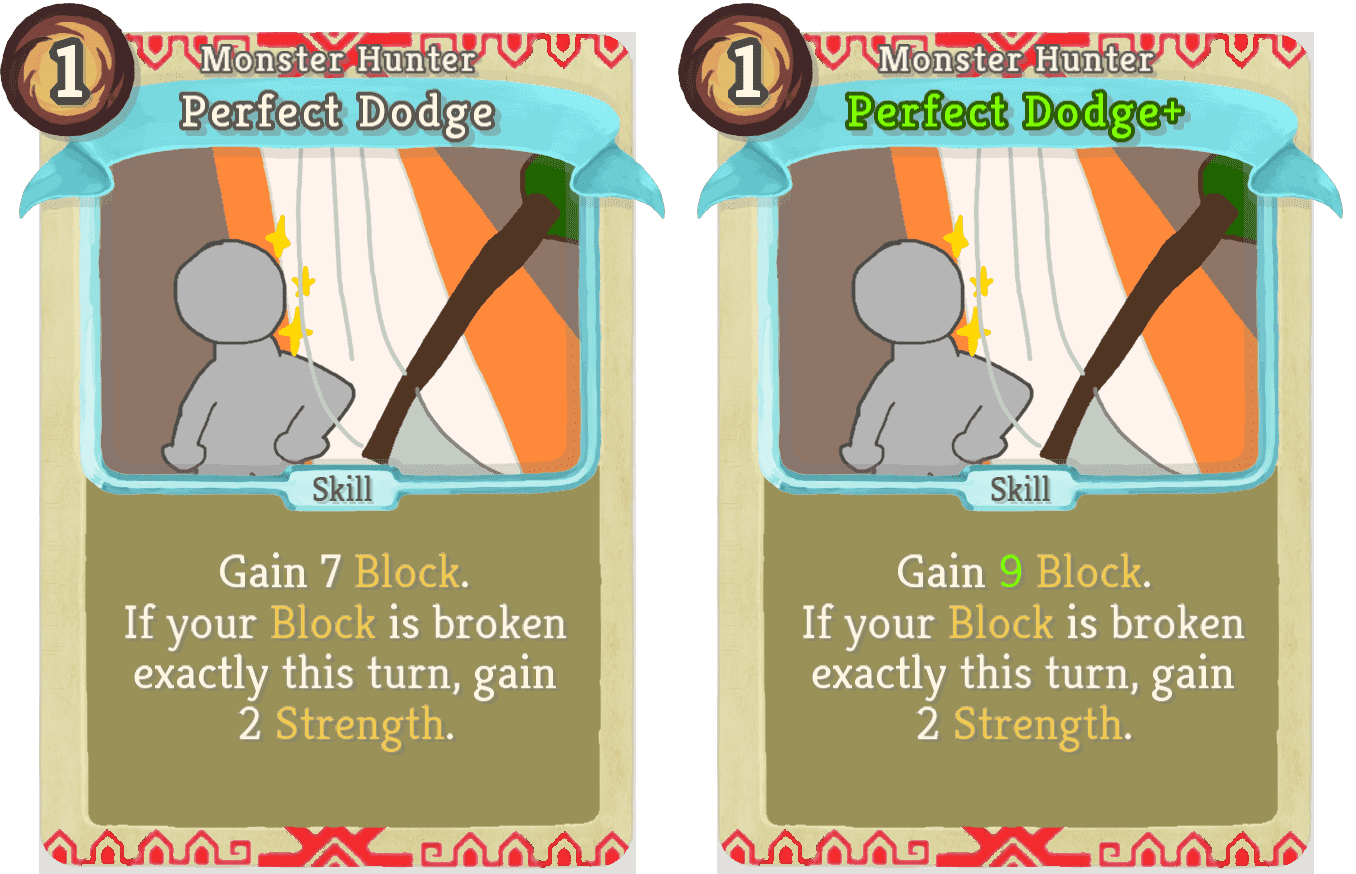 1
Monster Hunter
Perfect Dodge
Skill
Gain 7 Block.
If your Block is broken
exactly this turn, gain
2 Strength.
1
Monster Hunter
Perfect Dodge+
Skill
Gain 9 Block.
If your Block is broken
exactly this turn, gain
2 Strength.